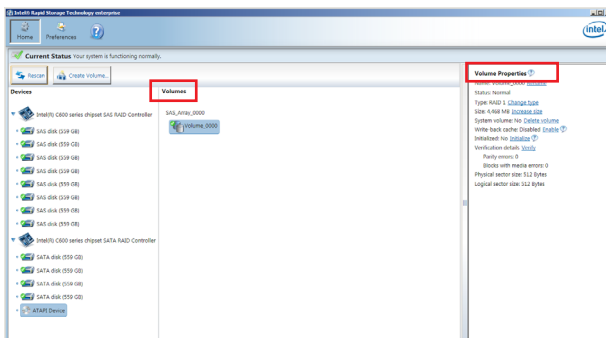 Intel® Rapid Storage Technology enterprise
Home
Preferences
intel
Current Status Your system is functioning normally.
Rescan
Create Volume...
Devices
Intel(R) C600 series chipset SAS RAID Controller
SAS disk (559 GB)
SAS disk (559 GB)
SAS disk (559 GB)
SAS disk (559 GB)
SAS disk (559 GB)
SAS disk (559 GB)
SAS disk (559 GB)
SAS disk (559 GB)
Intel(R) C600 series chipset SATA RAID Controller
SATA disk (559 GB)
SATA disk (559 GB)
SATA disk (559 GB)
SATA disk (559 GB)
ATAPI Device
Volumes
SAS_Array_0000
Volume_0000
Volume Properties
Name: Volume_0000 Rename
Status: Normal
Type: RAID 1 Change type
Size: 4,468 MB Increase size
System volume: No Delete volume
Write-back cache: Disabled Enable
Initialized: No Initialize
Verification details Verify
Parity errors: 0
Blocks with media errors: 0
Physical sector size: 512 Bytes
Logical sector size: 512 Bytes